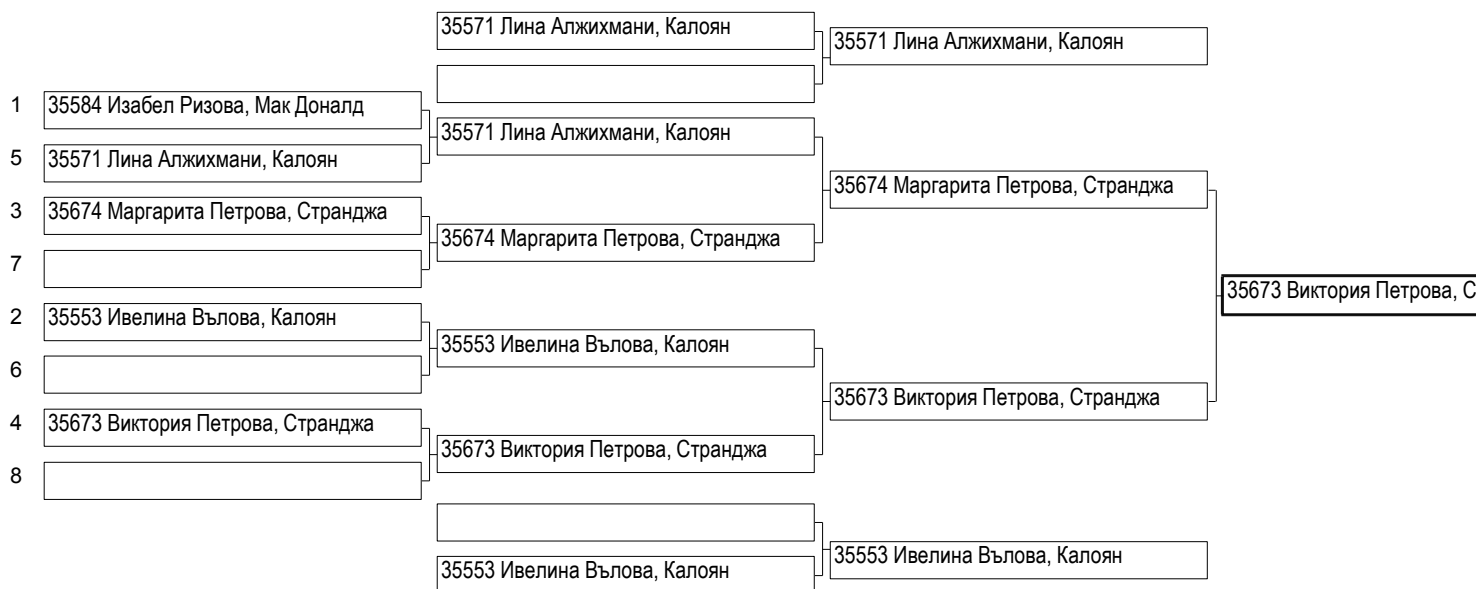 35571 Лина Алжихмани, Калоян
35571 Лина Алжихмани, Калоян
1 35584 Изабел Ризова, Мак Доналд
35571 Лина Алжихмани, Калоян
5 35571 Лина Алжихмани, Калоян
35674 Маргарита Петрова, Странджа
3 35674 Маргарита Петрова, Странджа
35674 Маргарита Петрова, Странджа
7
35673 Виктория Петрова, С
2 35553 Ивелина Вълова, Калоян
35553 Ивелина Вълова, Калоян
6
35673 Виктория Петрова, Странджа
4 35673 Виктория Петрова, Странджа
35673 Виктория Петрова, Странджа
8
35553 Ивелина Вълова, Калоян
35553 Ивелина Вълова, Калоян